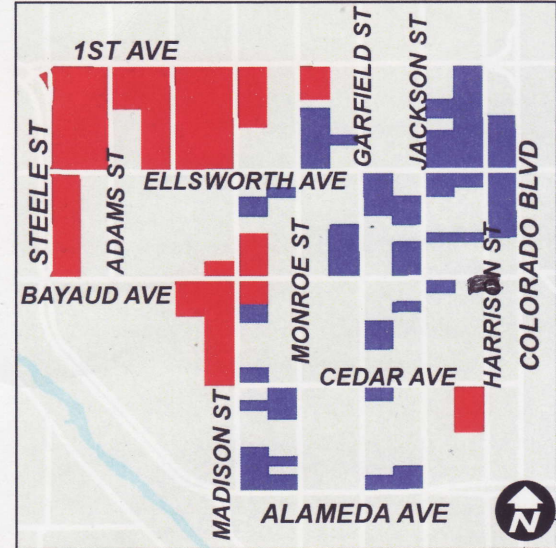 1ST AVE
GARFIELD ST
JACKSON ST
STEELE ST
ADAMS ST
ELLSWORTH AVE
COLORADO BLVD
HARRISON ST
MONROE ST
BAYAUD AVE
CEDAR AVE
MADISON ST
ALAMEDA AVE
N